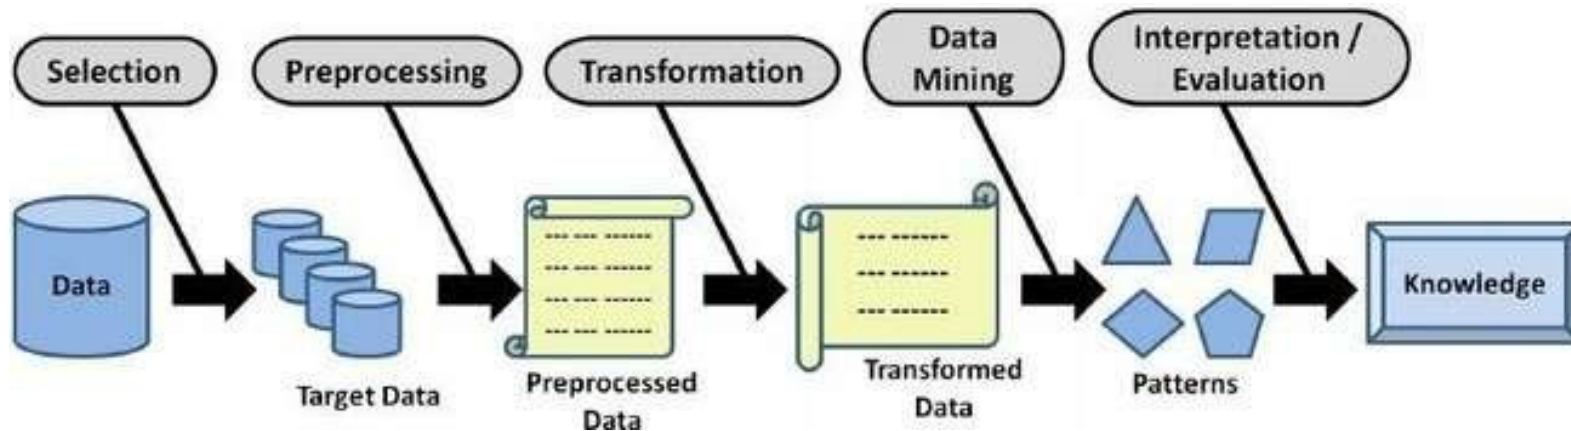 Selection
Preprocessing
Transformation
Data
Mining
Interpretation /
Evaluation
Data
Target Data
Preprocessed
Data
Transformed
Data
Patterns
Knowledge